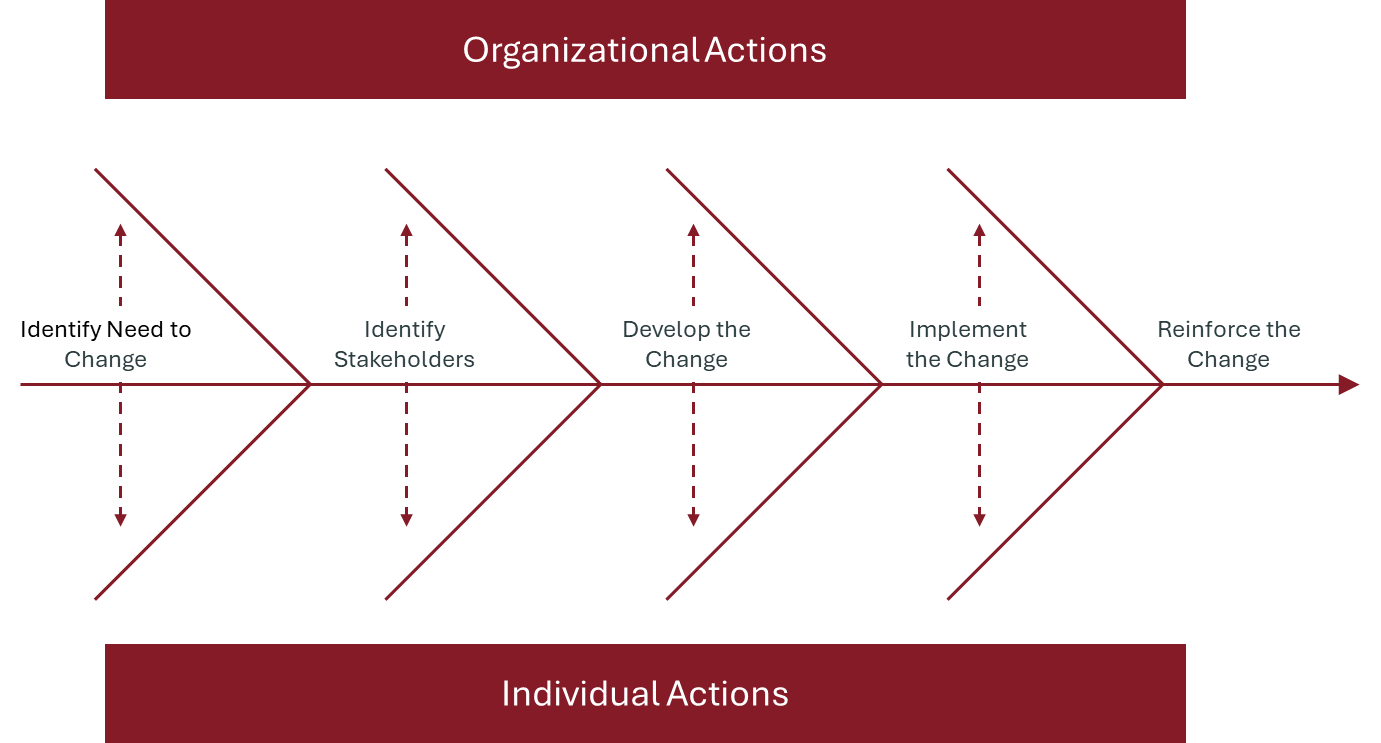 Organizational Actions
Identify Need to
Change
Identify
Stakeholders
Develop the
Change
Implement
the Change
Reinforce the
Change
Individual Actions